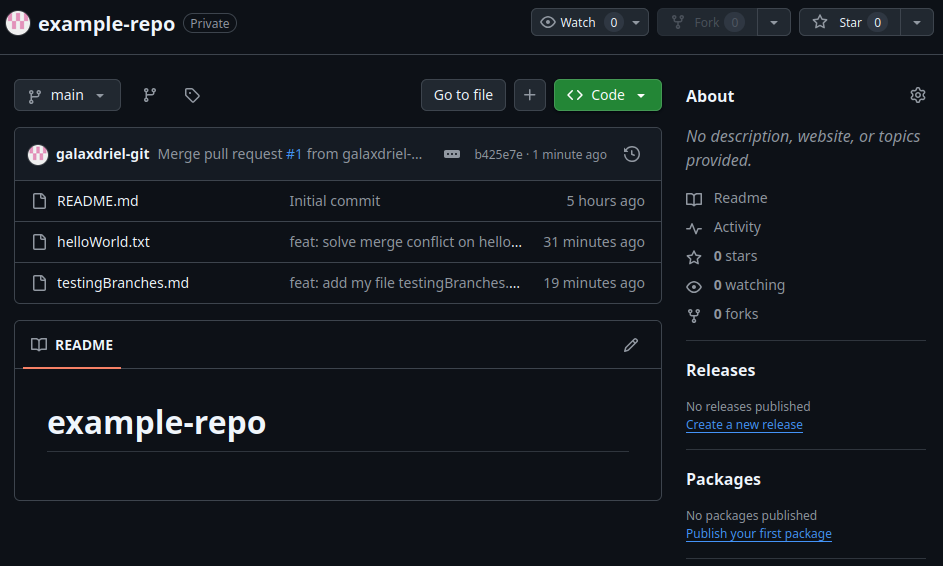 example-repo Private Watch 0 Fork 0 Star 0
main Go to file + Code
galaxdriel-git Merge pull request #1 from galaxdriel-... b425e7e · 1 minute ago
README.md Initial commit 5 hours ago
helloWorld.txt feat: solve merge conflict on hello... 31 minutes ago
testingBranches.md feat: add my file testingBranches.... 19 minutes ago
README
example-repo
About
No description, website, or topics
provided.
Readme
Activity
0 stars
0 watching
0 forks
Releases
No releases published
Create a new release
Packages
No packages published
Publish your first package